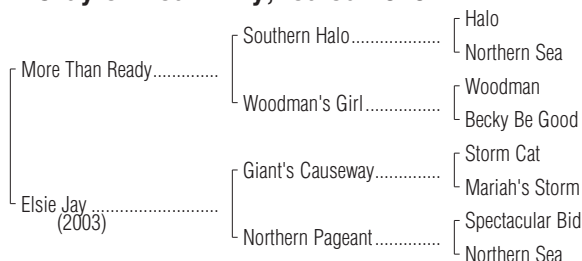 Halo
Southern Halo
Northern Sea
More Than Ready
Woodman
Woodman's Girl
Becky Be Good
Storm Cat
Giant's Causeway
Mariah's Storm
Elsie Jay
(2003)
Spectacular Bid
Northern Pageant
Northern Sea